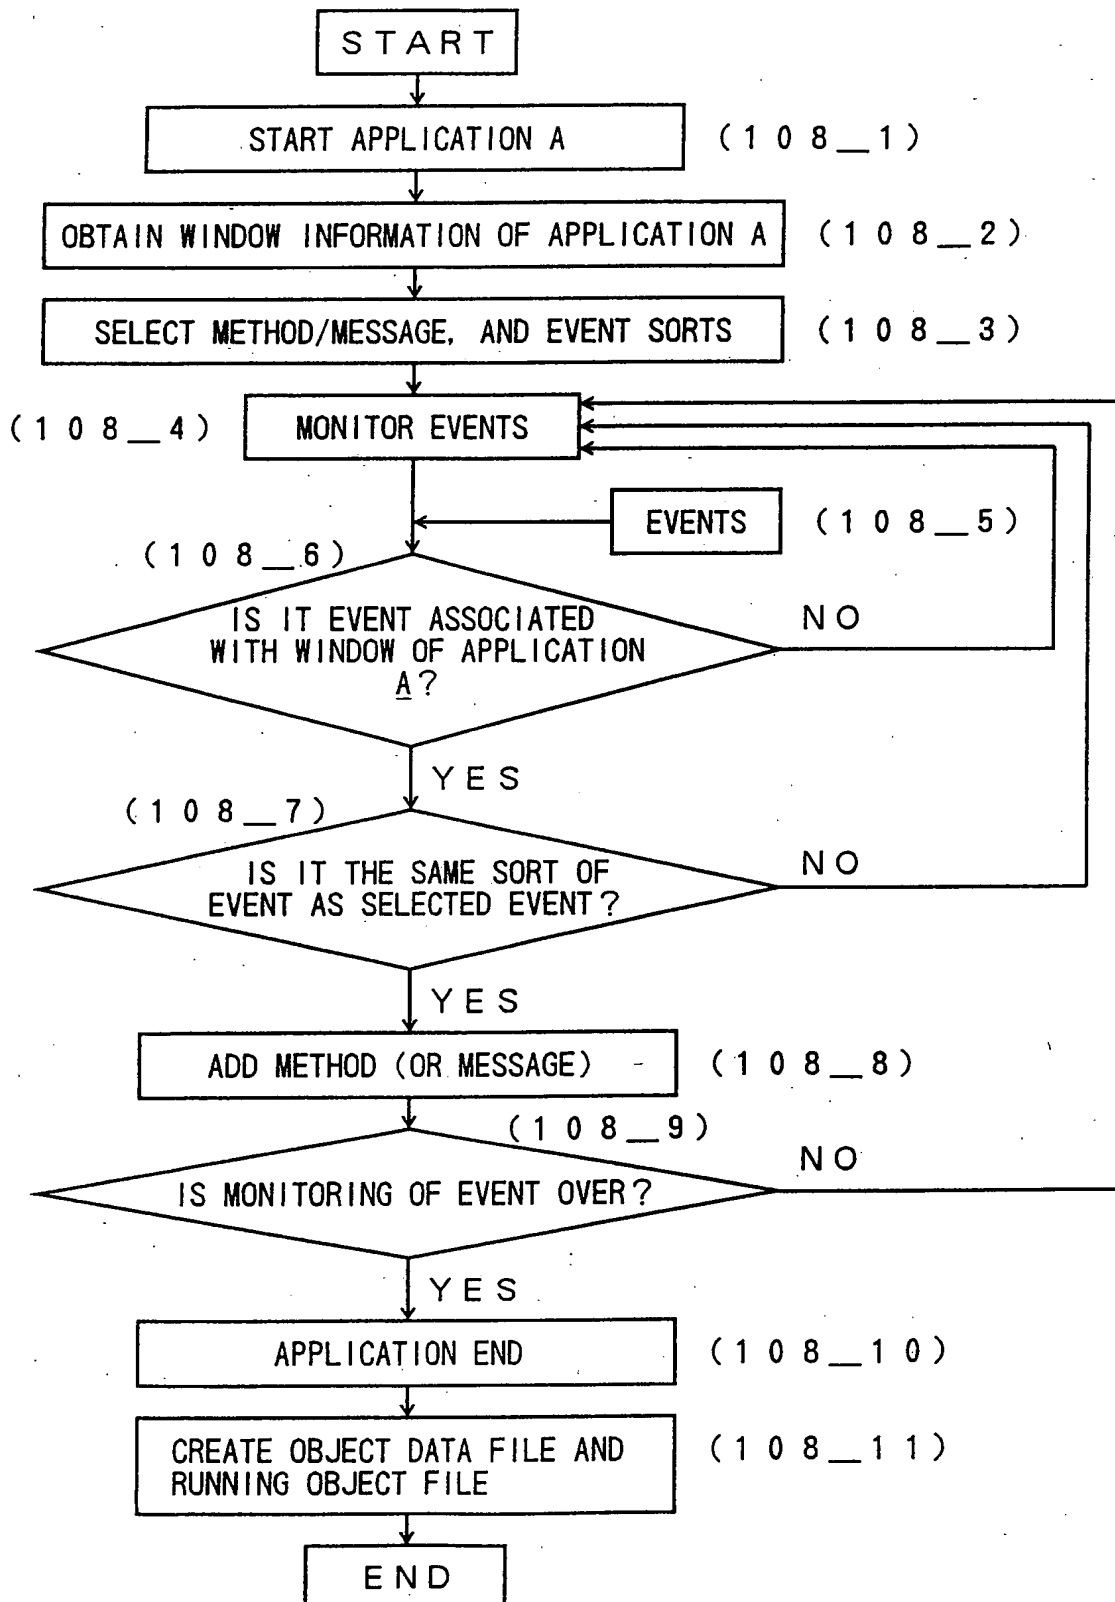 START
START APPLICATION A (108_1)
OBTAIN WINDOW INFORMATION OF APPLICATION A (108_2)
SELECT METHOD/MESSAGE, AND EVENT SORTS (108_3)
(108_4) MONITOR EVENTS
EVENTS (108_5)
(108_6)
IS IT EVENT ASSOCIATED
WITH WINDOW OF APPLICATION
A?
NO
YES
(108_7)
IS IT THE SAME SORT OF
EVENT AS SELECTED EVENT?
NO
YES
ADD METHOD (OR MESSAGE) (108_8)
(108_9)
IS MONITORING OF EVENT OVER?
NO
YES
APPLICATION END (108_10)
CREATE OBJECT DATA FILE AND
RUNNING OBJECT FILE
(108_11)
END